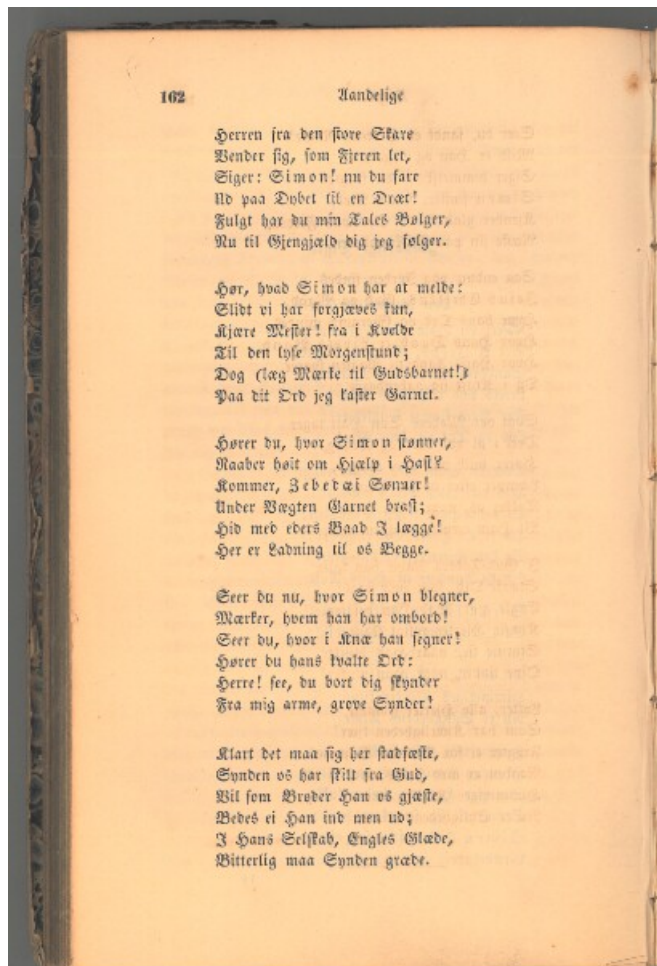 162
Aandelige
Herren fra den store Skare
Vender sig, som Fjeren let,
Siger: Simon! nu du fare
Ud paa Dybet til en Dræt!
Fulgt har du min Tales Bølger,
Nu til Gjengjæld dig jeg følger.
Hør, hvad Simon har at melde:
Slidt vi har forgjæves kun,
Kjære Mester! fra i Kvelde
Til den lyse Morgenstund;
Dog (læg Mærke til Gudsbarnet!)
Paa dit Ord jeg kaster Garnet.
Hører du, hvor Simon stønner,
Raaber høit om Hjælp i Hast?
Kommer, Zebedæi Sønner!
Under Vægten Garnet brast;
Hid med eders Baad I lægge!
Her er Ladning til os Begge.
Seer du nu, hvor Simon blegner,
Mærker, hvem han har ombord!
Seer du, hvor i Knæ han segner!
Hører du hans kvalte Ord:
Herre! see, du bort dig skynder
Fra mig arme, grove Synder!
Klart det maa sig her stadfæste,
Synden os har skilt fra Gud,
Vil som Brøder Han os gjæste,
Bedes ei Han ind men ud;
I Hans Selskab, Engles Glæde,
Bitterlig maa Synden græde.